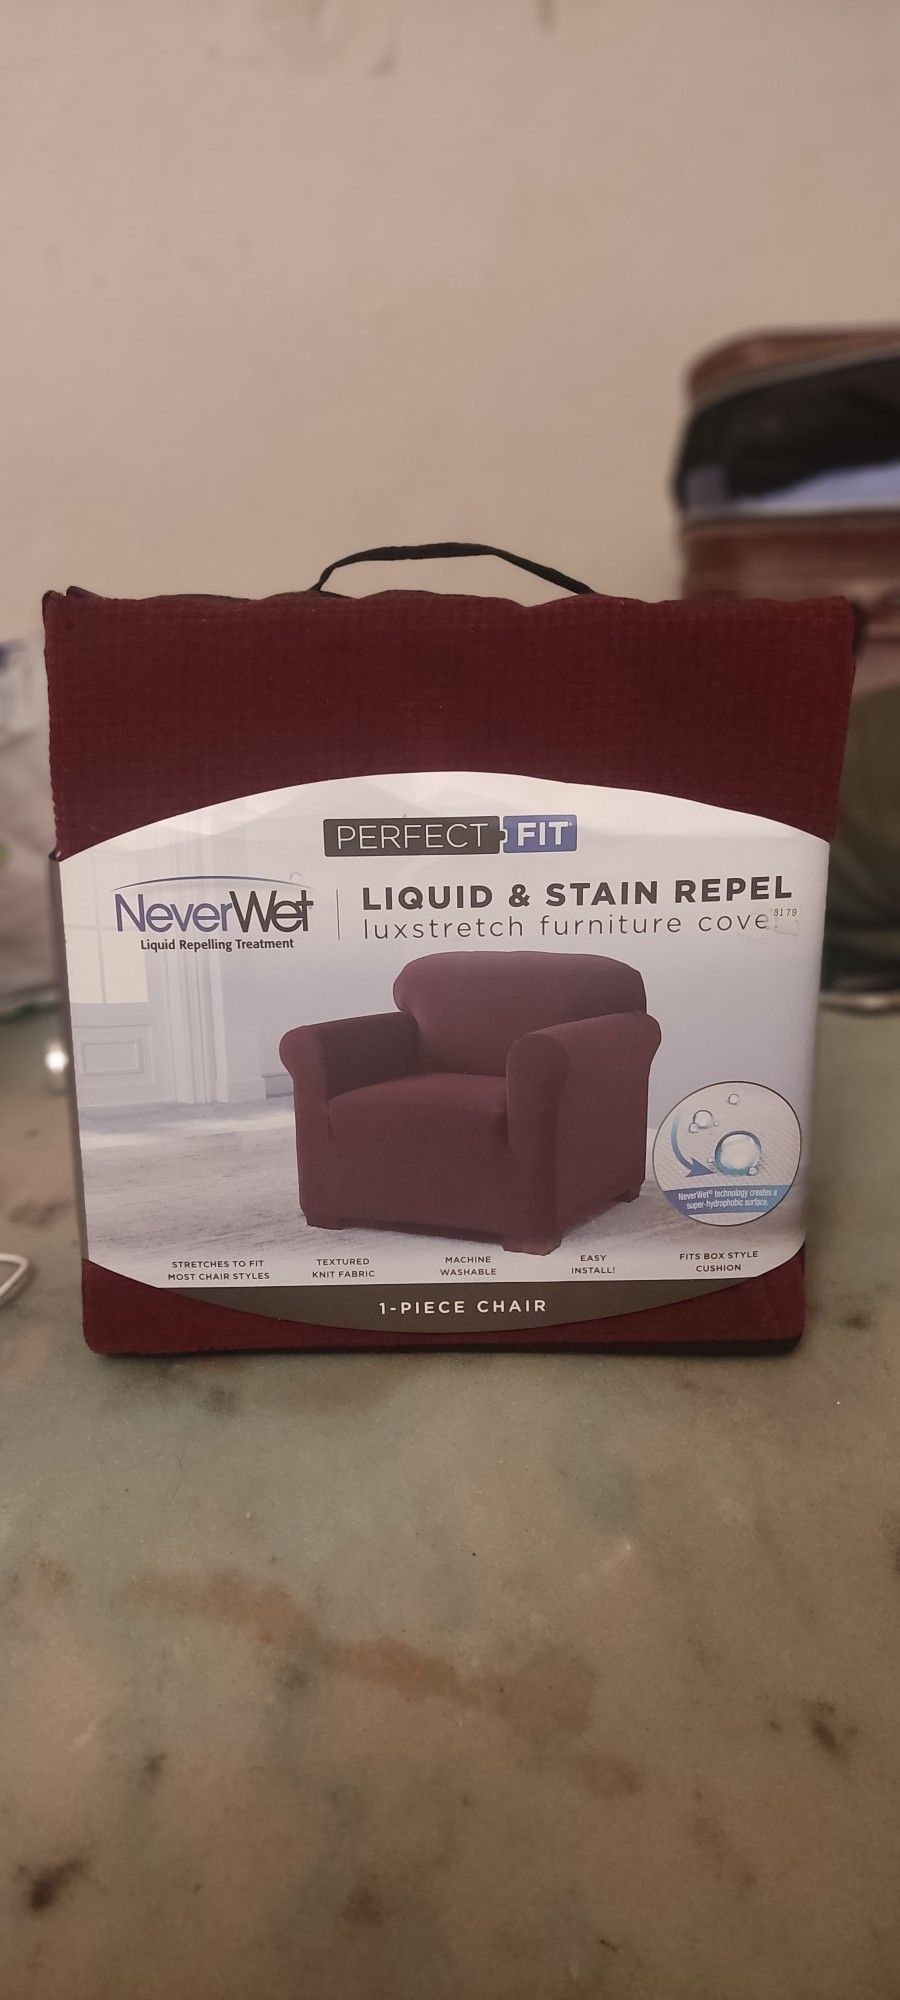 PERFECT FIT
NeverWet
Liquid Repelling Treatment
LIQUID & STAIN REPEL
luxstretch furniture cove
8179
NeverWet® technology creates a
super-hydrophobic surface.
STRETCHES TO FIT
MOST CHAIR STYLES
TEXTURED
KNIT FABRIC
MACHINE
WASHABLE
EASY
INSTALL!
FITS BOX STYLE
CUSHION
1-PIECE CHAIR